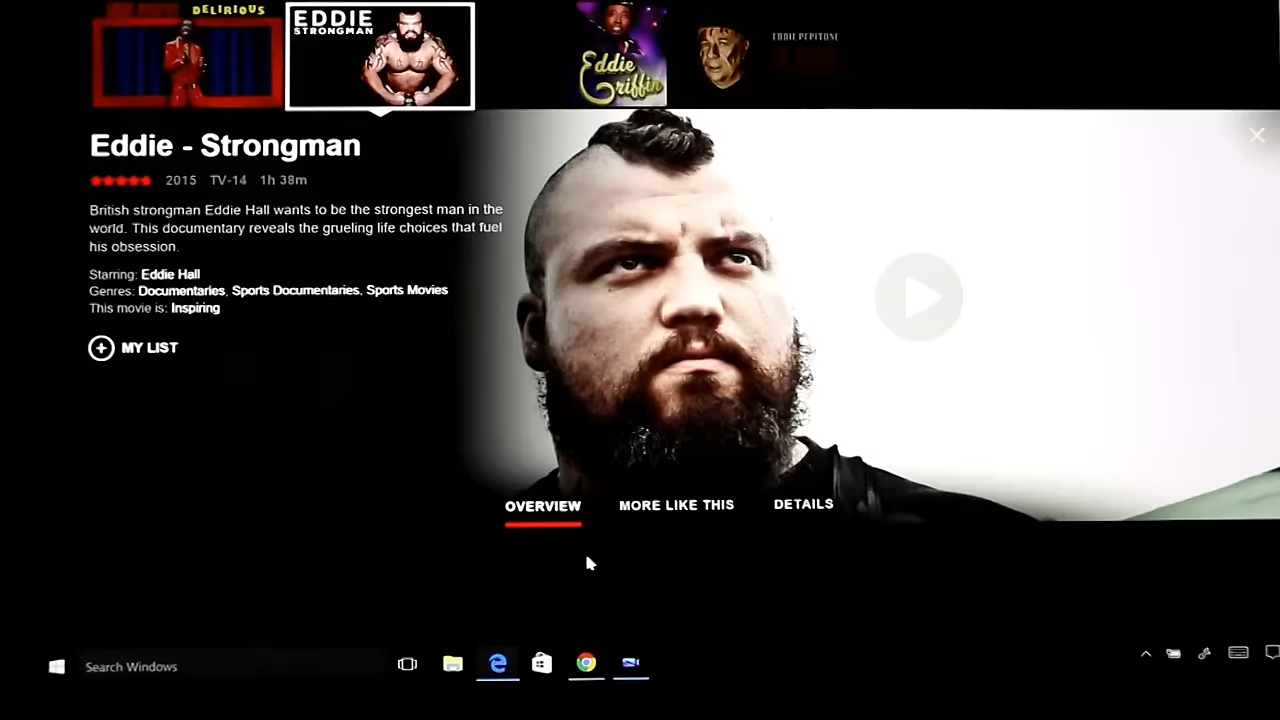 DELIRIOUS
EDDIE
STRONGMAN
Eddie
Griffin
EDDIE PEPITONE
Eddie - Strongman
2015 TV-14 1h 38m
British strongman Eddie Hall wants to be the strongest man in the
world. This documentary reveals the grueling life choices that fuel
his obsession.
Starring: Eddie Hall
Genres: Documentaries, Sports Documentaries, Sports Movies
This movie is: Inspiring
MY LIST
OVERVIEW MORE LIKE THIS DETAILS
Search Windows